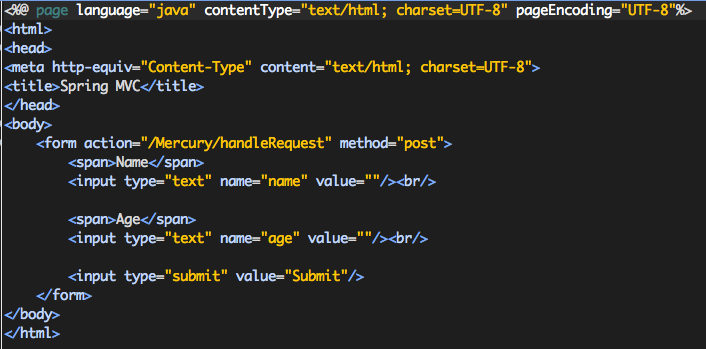 <%@ page language="java" contentType="text/html; charset=UTF-8" pageEncoding="UTF-8"%>
<html>
<head>
<meta http-equiv="Content-Type" content="text/html; charset=UTF-8">
<title>Spring MVC</title>
</head>
<body>
    <form action="/Mercury/handleRequest" method="post">
        <span>Name</span>
        <input type="text" name="name" value=""/><br/>

        <span>Age</span>
        <input type="text" name="age" value=""/><br/>

        <input type="submit" value="Submit"/>
    </form>
</body>
</html>